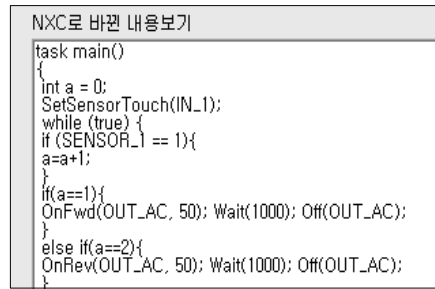 NXC로 바뀐 내용보기
task main()
{
int a = 0;
SetSensorTouch(IN_1);
while (true) {
if (SENSOR_1 == 1){
a=a+1;
}
if(a==1){
OnFwd(OUT_AC, 50); Wait(1000); Off(OUT_AC);
}
else if(a==2){
OnRev(OUT_AC, 50); Wait(1000); Off(OUT_AC);
}